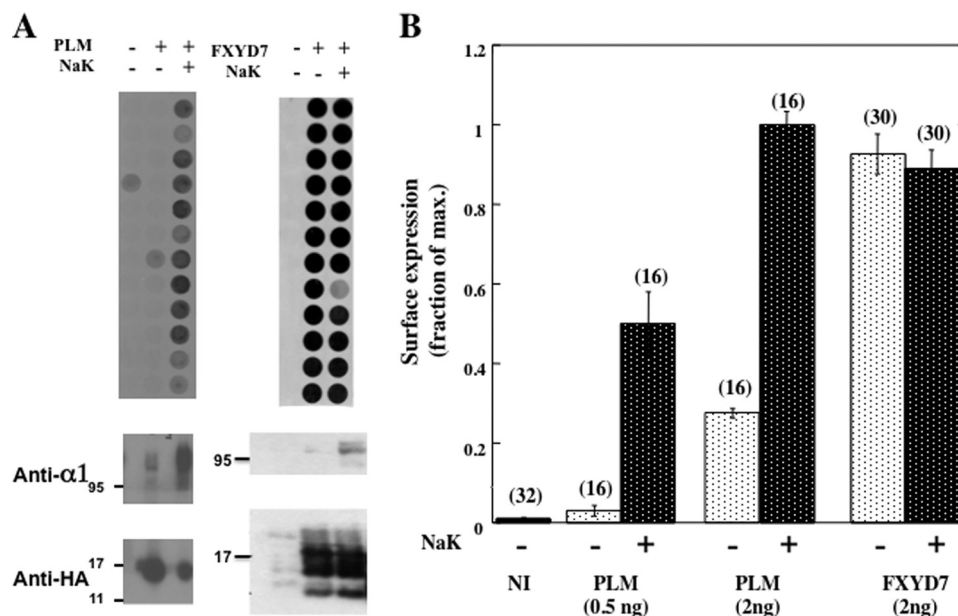 A
PLM - + +
NaK - - +
FXYD7 - + +
NaK - - +
Anti-α1
95
95
Anti-HA
17
11
17
B
Surface expression
(fraction of max.)
1.2
1
0.8
0.6
0.4
0.2
0
(32)
(16)
(16)
(16)
(16)
(30)
(30)
NaK - - + - + - +
NI PLM PLM FXYD7
(0.5 ng) (2ng) (2ng)